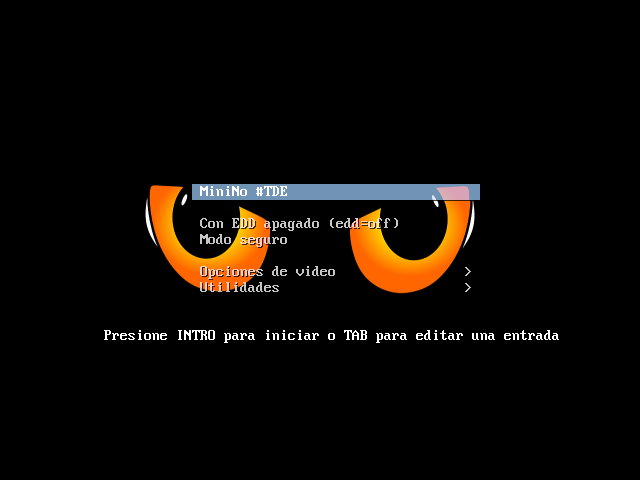 MiniNo #TDE
Con EDD apagado (edd=off)
Modo seguro
Opciones de video >
Utilidades >
Presione INTRO para iniciar o TAB para editar una entrada